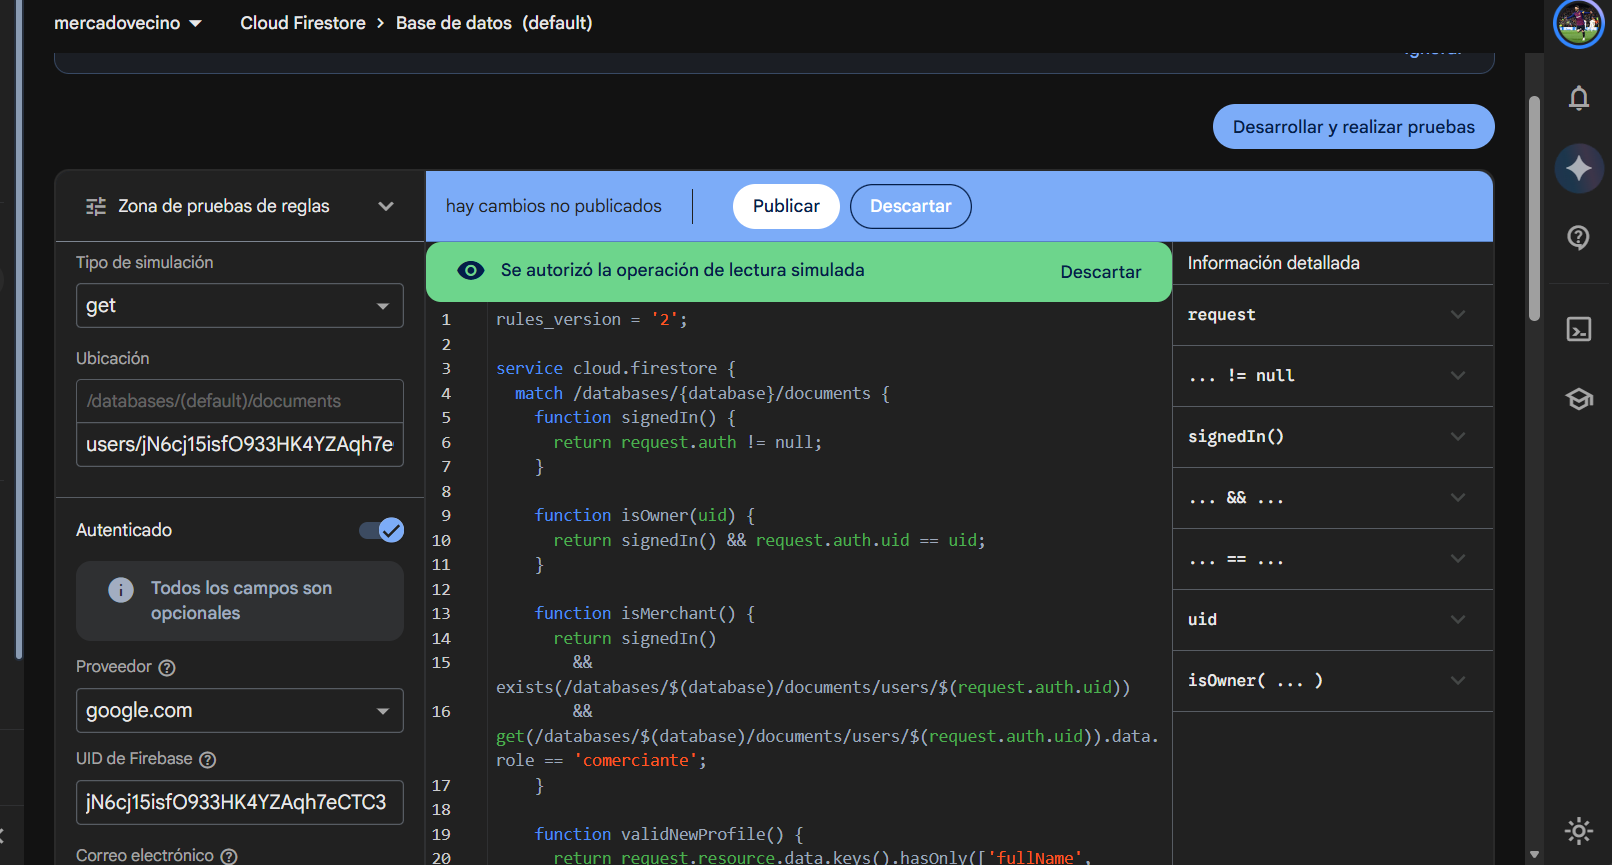 mercadovecino
Cloud Firestore > Base de datos (default)
Desarrollar y realizar pruebas
Zona de pruebas de reglas
hay cambios no publicados
Publicar
Descartar
Tipo de simulación
get
Ubicación
/databases/(default)/documents
users/jN6cj15isfO933HK4YZAqh7e
Autenticado
Todos los campos son
opcionales
Proveedor
google.com
UID de Firebase
jN6cj15isfO933HK4YZAqh7eCTC3
Correo electrónico
Se autorizó la operación de lectura simulada
Descartar
1 rules_version = '2';
2
3 service cloud.firestore {
4 match /databases/{database}/documents {
5 function signedIn() {
6 return request.auth != null;
7 }
8
9 function isOwner(uid) {
10 return signedIn() && request.auth.uid == uid;
11 }
12
13 function isMerchant() {
14 return signedIn()
15 &&
exists(/databases/$(database)/documents/users/$(request.auth.uid))
16 &&
get(/databases/$(database)/documents/users/$(request.auth.uid)).data.
role == 'comerciante';
17 }
18
19 function validNewProfile() {
20 return request.resource.data.keys().hasOnly(['fullName',
Información detallada
request
... != null
signedIn()
... && ...
... == ...
uid
isOwner( ... )